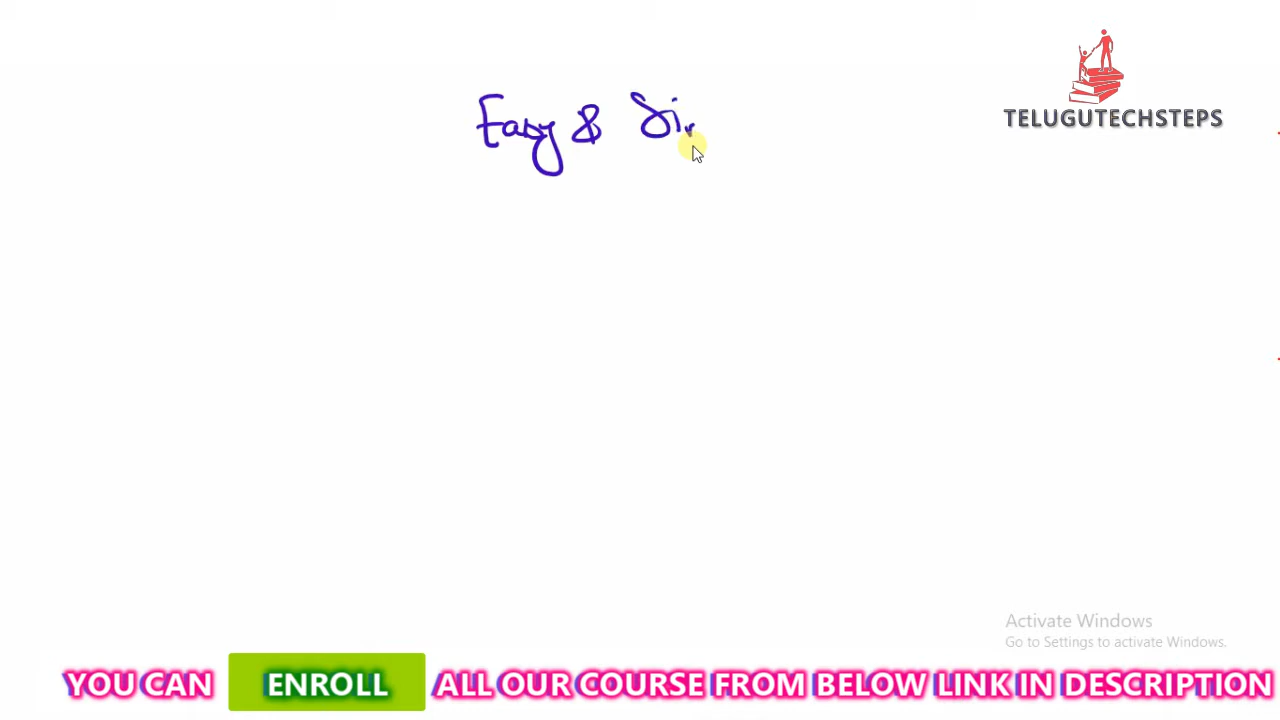 Easy &
TELUGUTECHSTEPS
Activate Windows
Go to Settings to activate Windows.
YOU CAN ENROLL ALL OUR COURSE FROM BELOW LINK IN DESCRIPTION